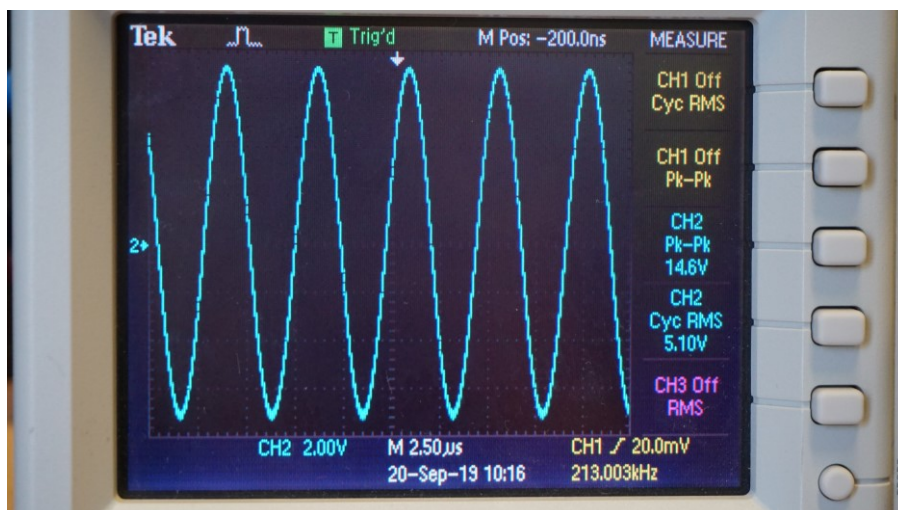 Tek T Trig'd M Pos: -200.0ns MEASURE
CH1 Off
Cyc RMS
CH1 Off
Pk-Pk
2
CH2
Pk-Pk
14.6V
CH2
Cyc RMS
5.10V
CH3 Off
RMS
CH2 2.00V M 2.50µs CH1 20.0mV
20-Sep-19 10:16 213.003kHz